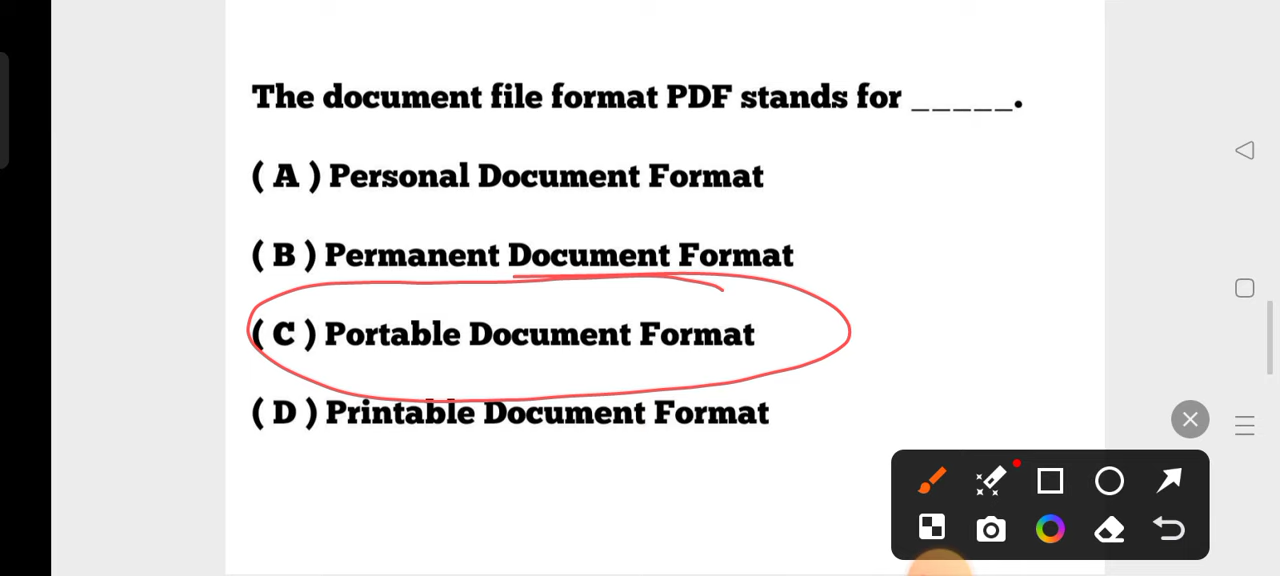 The document file format PDF stands for _____.
( A ) Personal Document Format
( B ) Permanent Document Format
( C ) Portable Document Format
( D ) Printable Document Format